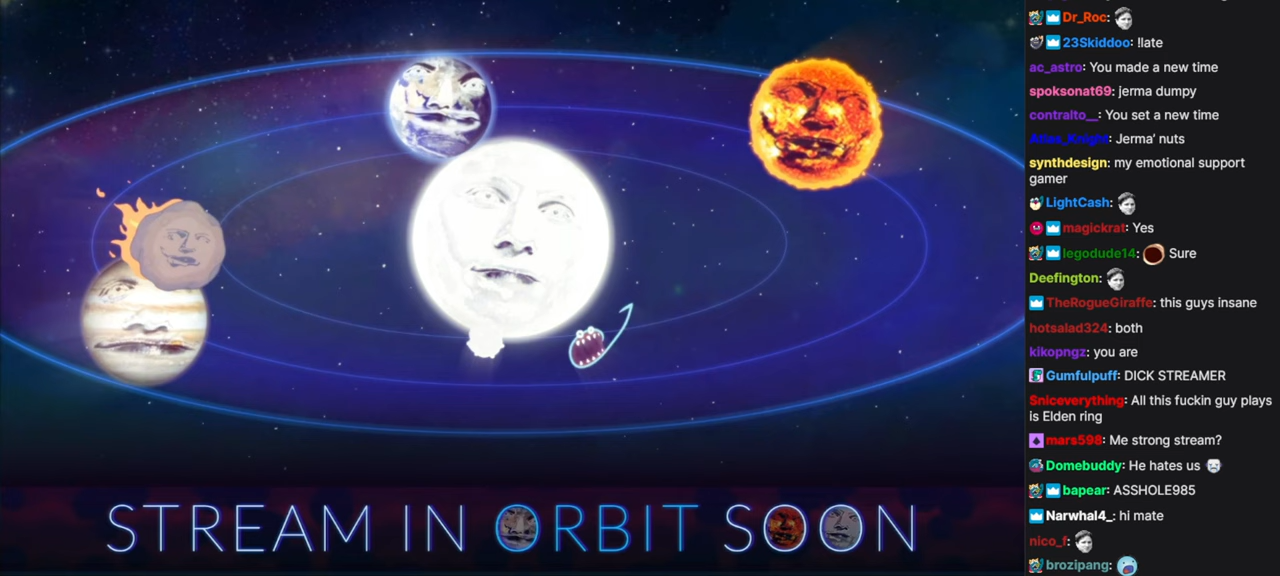 STREAM IN ORBIT SOON
Dr_Roc:
23Skiddoo: !late
ac_astro: You made a new time
spoksonat69: jerma dumpy
contralto__: You set a new time
Atlas_Knight: Jerma' nuts
synthdesign: my emotional support
gamer
LightCash:
magickrat: Yes
legodude14: Sure
Deefington:
TheRogueGiraffe: this guys insane
hotsalad324: both
kikopngz: you are
Gumfulpuff: DICK STREAMER
Sniceverything: All this fuckin guy plays
is Elden ring
mars598: Me strong stream?
Domebuddy: He hates us
bapear: ASSHOLE985
Narwhal4_: hi mate
nico_f:
brozipang: